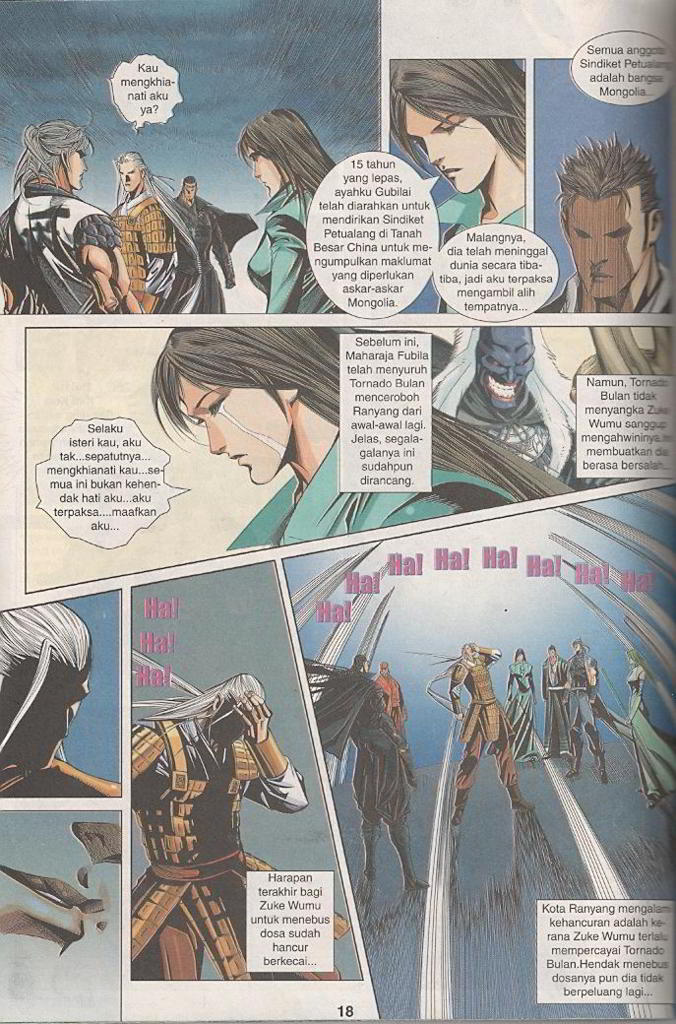 Kau
mengkhia-
nati aku
ya?
15 tahun
yang lepas,
ayahku Gubilai
telah diarahkan untuk
mendirikan Sindiket
Petualang di Tanah
Besar China untuk me-
ngumpulkan maklumat
yang diperlukan
askar-askar
Mongolia.
Malangnya,
dia telah meninggal
dunia secara tiba-
tiba, jadi aku terpaksa
mengambil alih
tempatnya...
Semua anggota
Sindiket Petualang
adalah bangsa
Mongolia...
Selaku
isteri kau, aku
tak...sepatutnya...
mengkhianati kau...se-
mua ini bukan kehen-
dak hati aku...aku
terpaksa....maafkan
aku...
Sebelum ini,
Maharaja Fubila
telah menyuruh
Tornado Bulan
menceroboh
Ranyang dari
awal-awal lagi.
Jelas, segala-
galanya ini
sudahpun
dirancang.
Namun, Tornado
Bulan tidak
menyangka Zuke
Wumu sanggup
mengahwininya,
membuatkan dia
berasa bersalah...
Ha!
Ha!
Ha!
Harapan
terakhir bagi
Zuke Wumu
untuk menebus
dosa sudah
hancur
berkecai...
Ha!
Ha!
Ha!
Ha!
Ha!
Ha!
Ha!
Ha!
Kota Ranyang mengalami
kehancuran adalah ke-
rana Zuke Wumu terlalu
mempercayai Tornado
Bulan.Hendak menebus
dosanya pun dia tidak
berpeluang lagi...
18